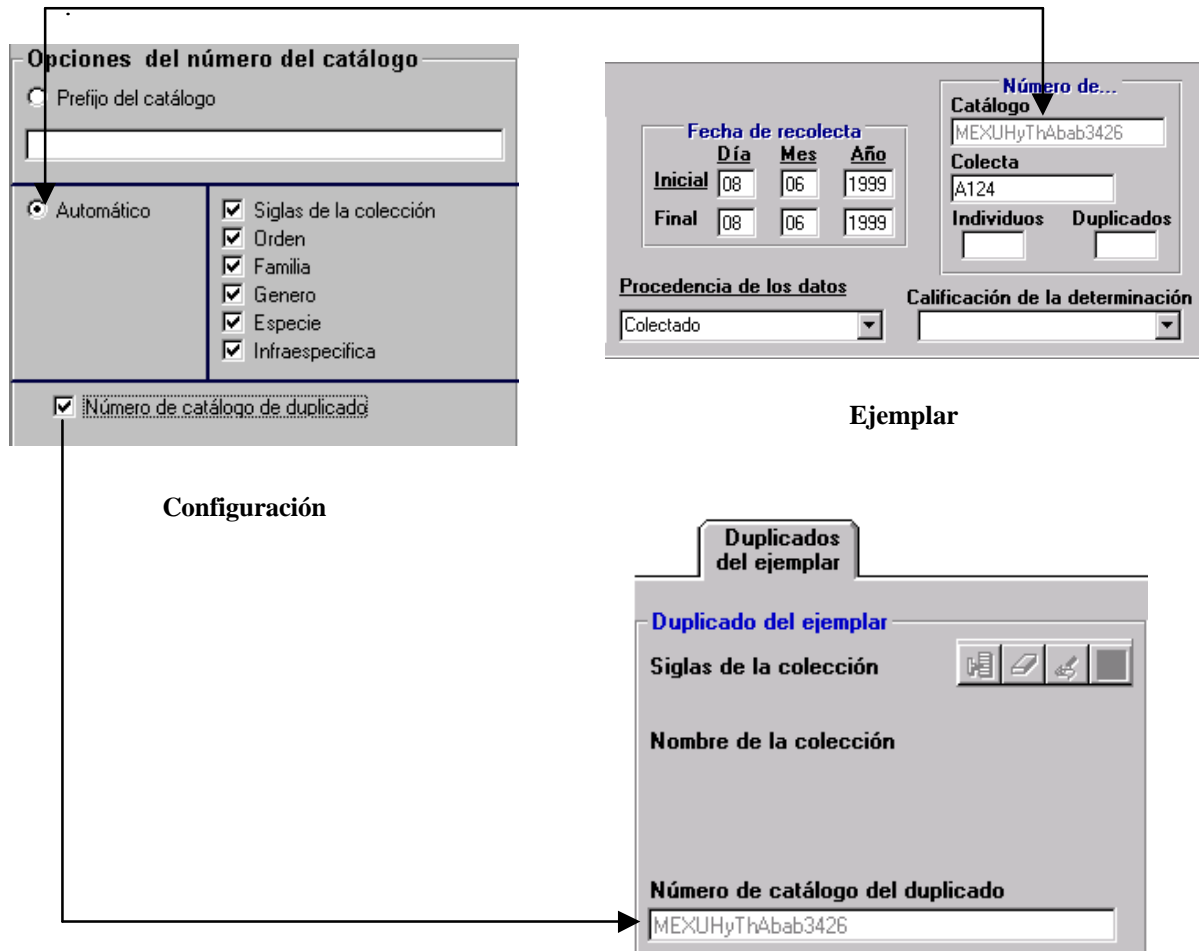 Opciones del número del catálogo
Prefijo del catálogo
Automático
Siglas de la colección
Orden
Familia
Genero
Especie
Infraespecifica
Número de catálogo de duplicado
Configuración
Fecha de recolecta
Día Mes Año
Inicial 08 06 1999
Final 08 06 1999
Número de...
Catálogo
MEXUHyThAbab3426
Colecta
A124
Individuos Duplicados
Procedencia de los datos
Colectado
Calificación de la determinación
Ejemplar
Duplicados
del ejemplar
Duplicado del ejemplar
Siglas de la colección
Nombre de la colección
Número de catálogo del duplicado
MEXUHyThAbab3426